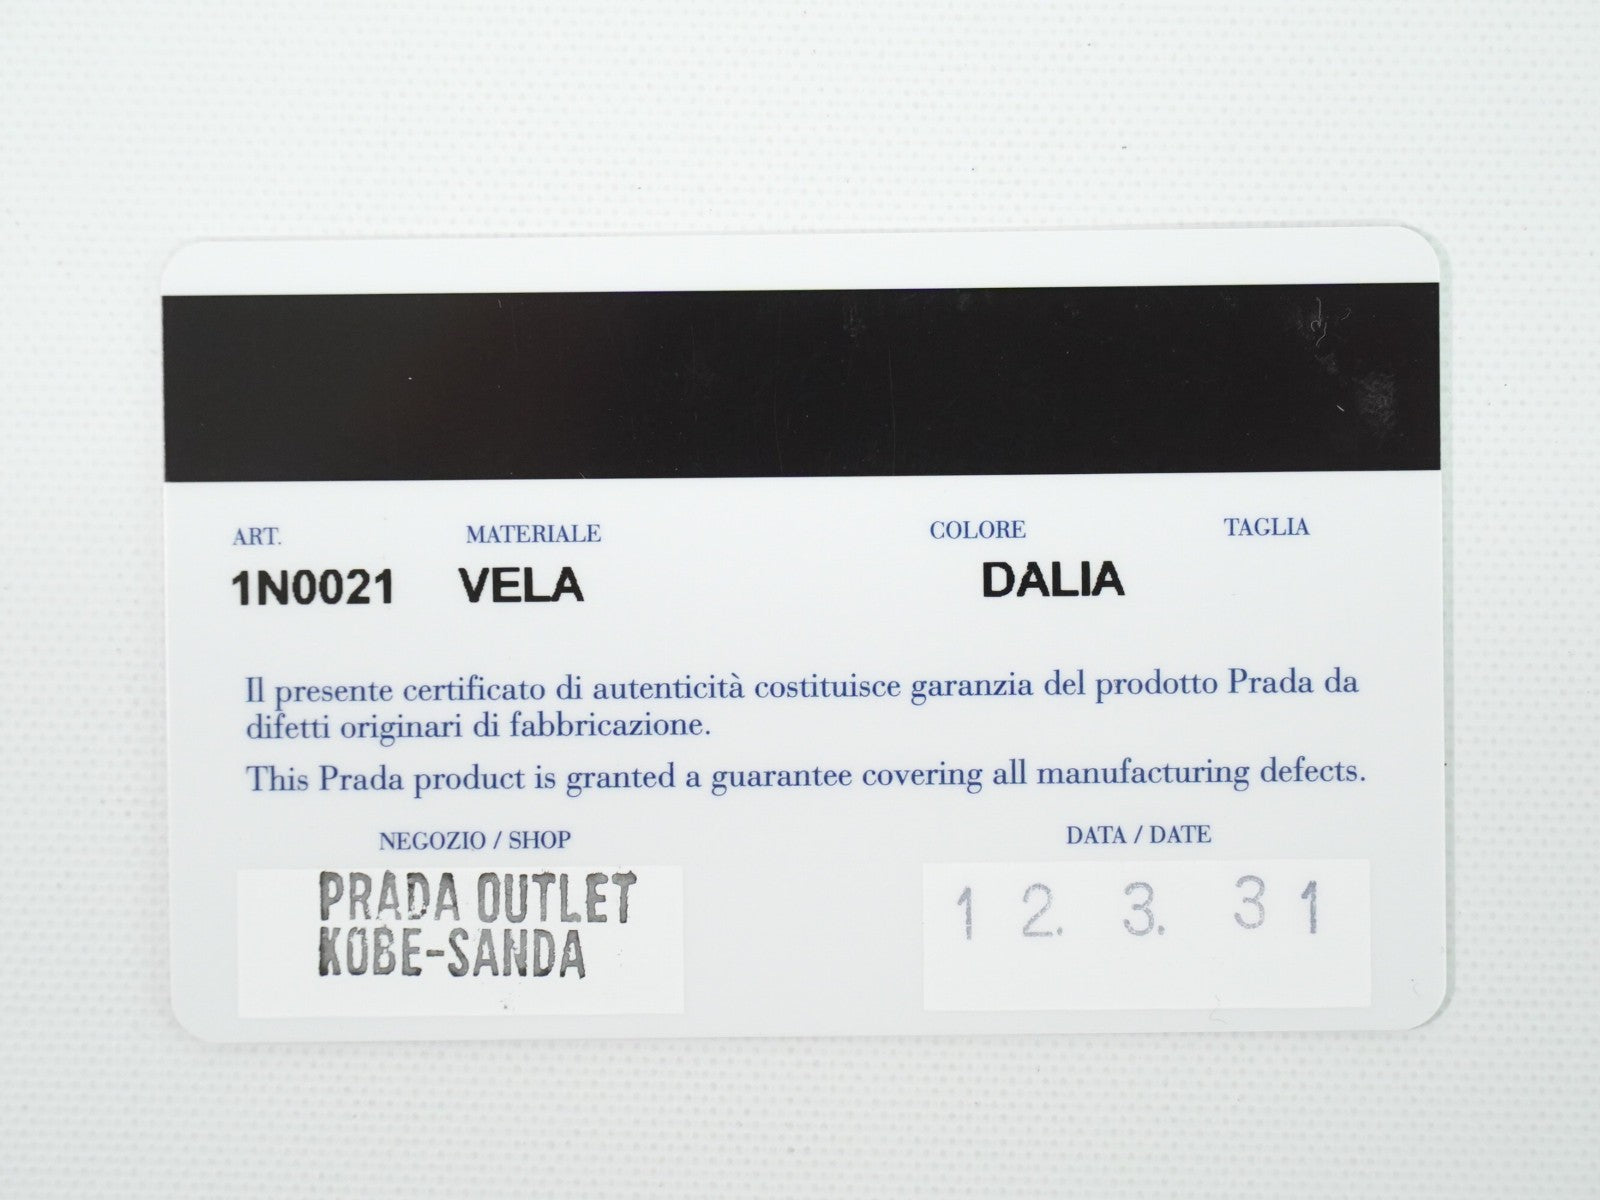 ART. MATERIALE COLORE TAGLIA
1N0021 VELA DALIA
Il presente certificato di autenticità costituisce garanzia del prodotto Prada da
difetti originari di fabbricazione.
This Prada product is granted a guarantee covering all manufacturing defects.
NEGOZIO / SHOP DATA / DATE
PRADA OUTLET 12. 3. 31
KOBE-SANDA